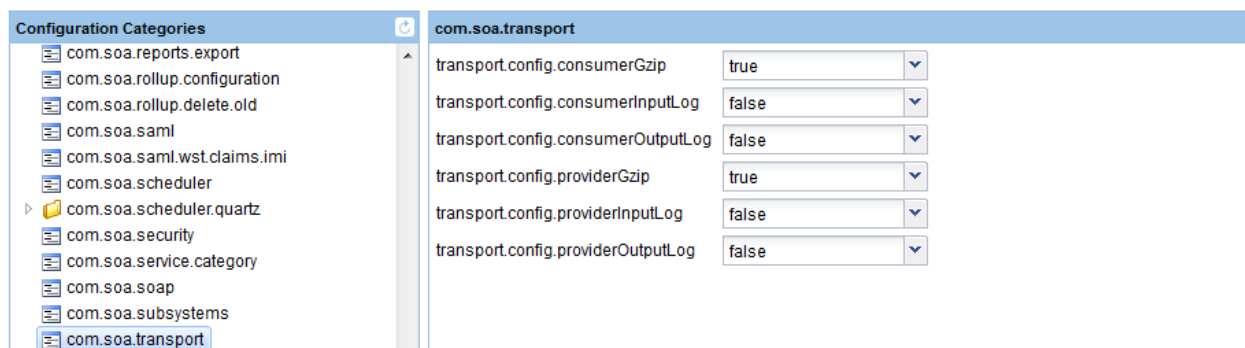 Configuration Categories
com.soa.reports.export
com.soa.rollup.configuration
com.soa.rollup.delete.old
com.soa.saml
com.soa.saml.wst.claims.imi
com.soa.scheduler
com.soa.scheduler.quartz
com.soa.security
com.soa.service.category
com.soa.soap
com.soa.subsystems
com.soa.transport
com.soa.transport
transport.config.consumerGzip true
transport.config.consumerInputLog false
transport.config.consumerOutputLog false
transport.config.providerGzip true
transport.config.providerInputLog false
transport.config.providerOutputLog false